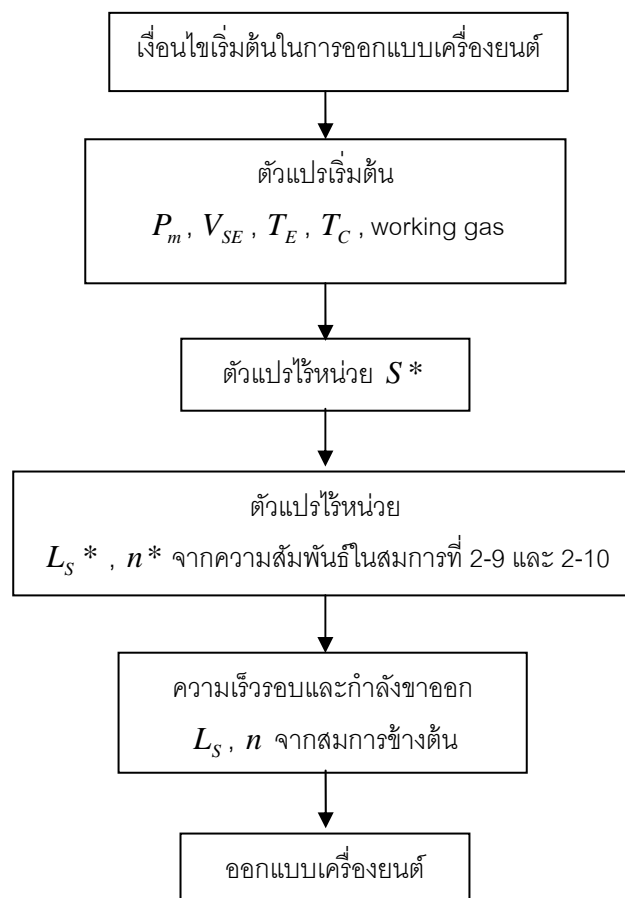 เงื่อนไขเริ่มต้นในการออกแบบเครื่องยนต์
ตัวแปรเริ่มต้น
P_m , V_SE , T_E , T_C , working gas
ตัวแปรไร้หน่วย S *
ตัวแปรไร้หน่วย
L_S * , n * จากความสัมพันธ์ในสมการที่ 2-9 และ 2-10
ความเร็วรอบและกำลังขาออก
L_S , n จากสมการข้างต้น
ออกแบบเครื่องยนต์